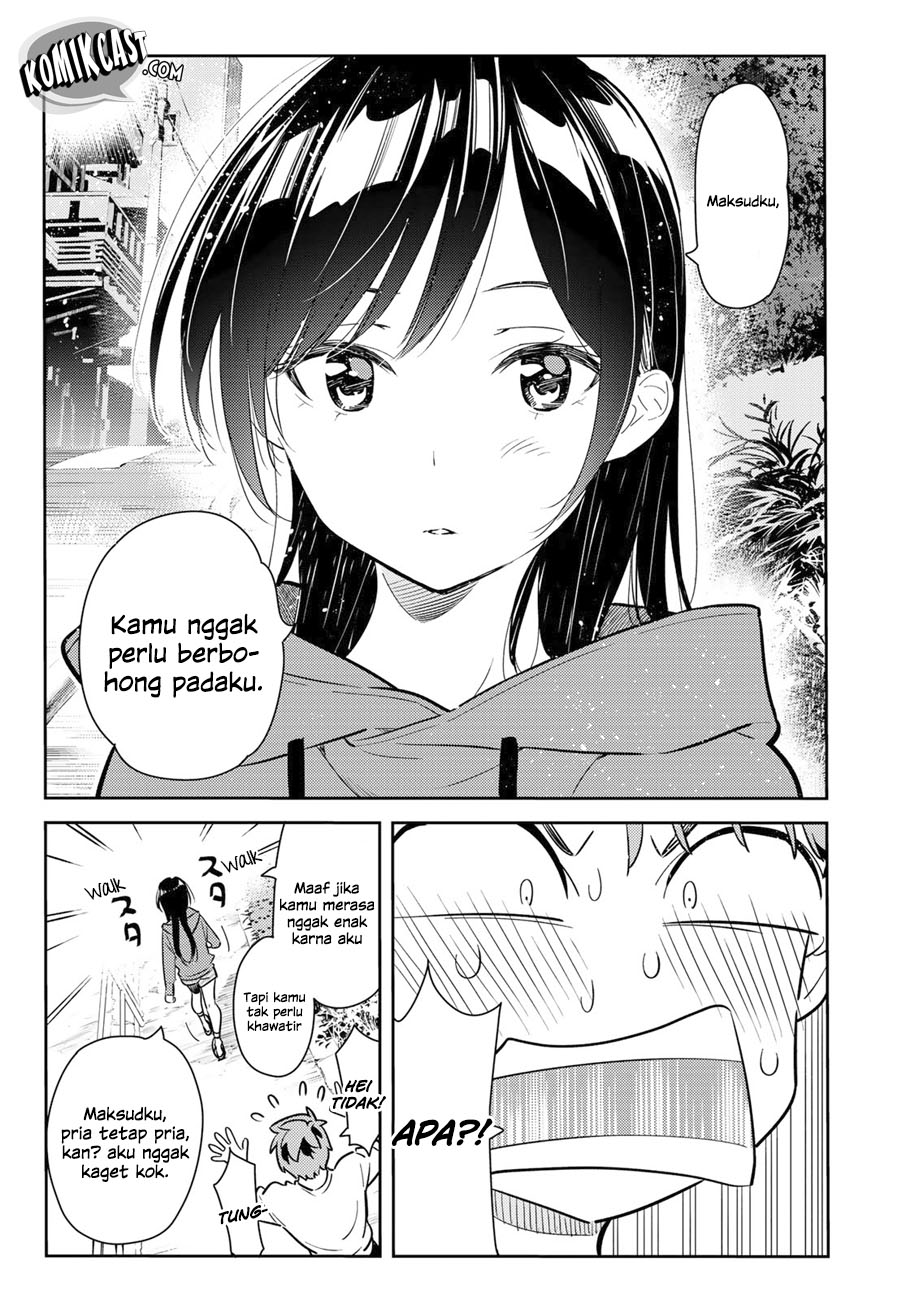 KOMIKCAST
.COM
Maksudku,
Kamu nggak
perlu berbo-
hong padaku.
APA?!
Maaf jika
kamu merasa
nggak enak
karna aku
Tapi kamu
tak perlu
khawatir
WALK
スタ
WALK
スタ
HEI
TIDAK!
TUNG-
Maksudku,
pria tetap pria,
kan? aku nggak
kaget kok.